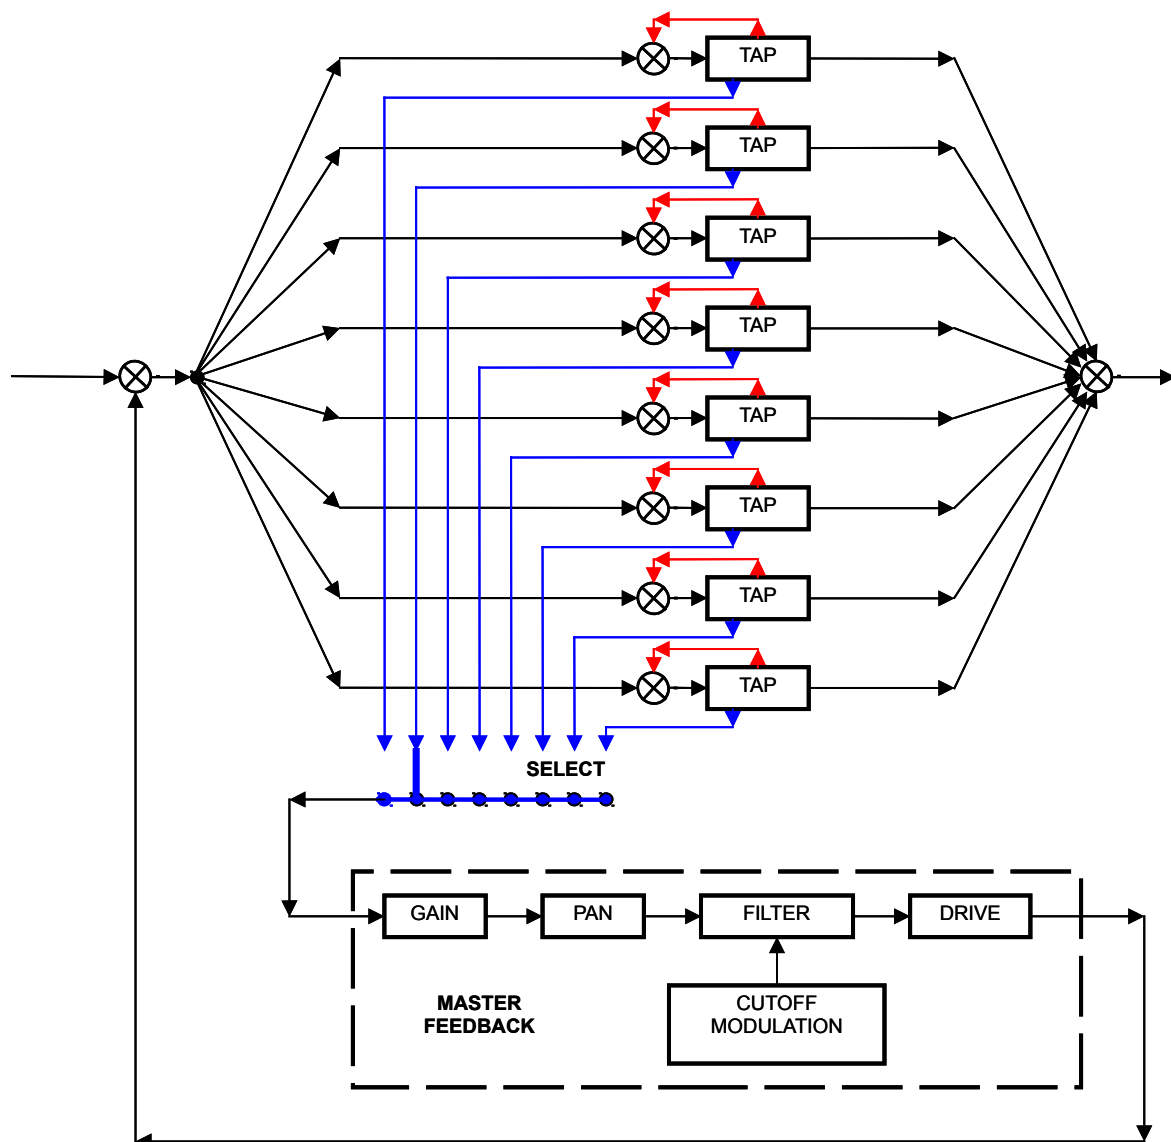 TAP
TAP
TAP
TAP
TAP
TAP
TAP
TAP
SELECT
GAIN
PAN
FILTER
DRIVE
MASTER
FEEDBACK
CUTOFF
MODULATION